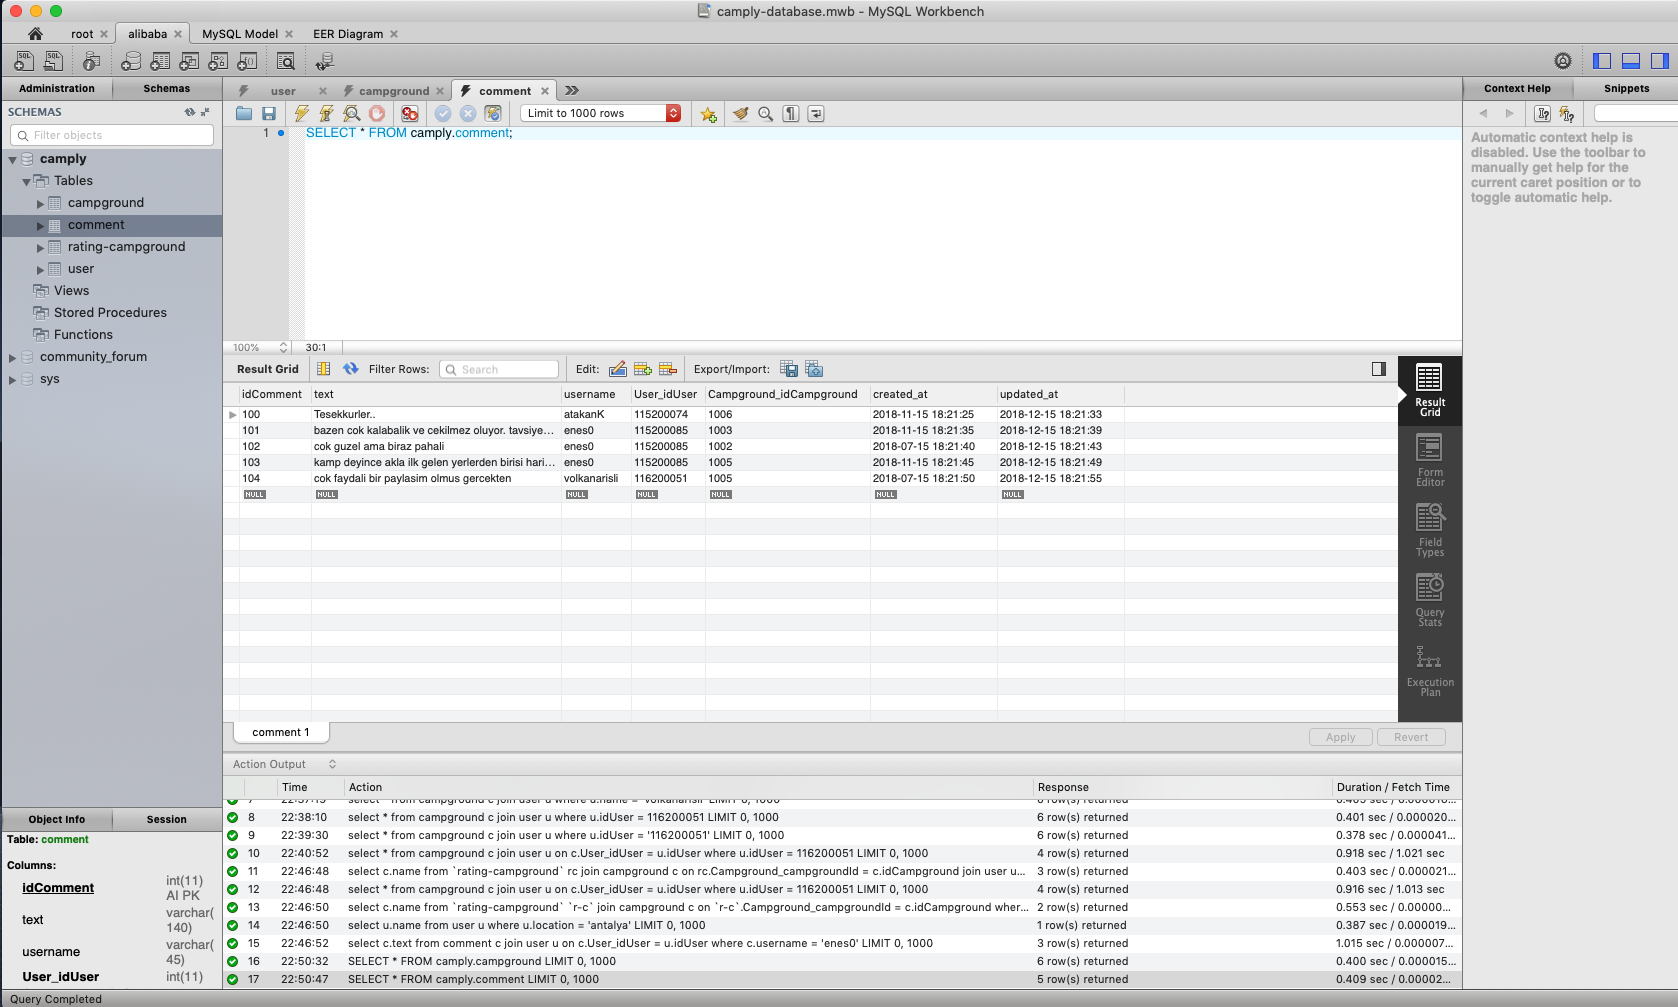 camply-database.mwb - MySQL Workbench
root alibaba MySQL Model EER Diagram
Administration Schemas
user campground comment
Context Help Snippets
SCHEMAS
Limit to 1000 rows
Filter objects
1 SELECT * FROM camply.comment;
Automatic context help is
disabled. Use the toolbar to
manually get help for the
current caret position or to
toggle automatic help.
camply
Tables
campground
comment
rating-campground
user
Views
Stored Procedures
Functions
community_forum
sys
100% 30:1
Result Grid Filter Rows: Search Edit: Export/Import:
idComment text username User_idUser Campground_idCampground created_at updated_at
100 Tesekkurler.. atakanK 115200074 1006 2018-11-15 18:21:25 2018-12-15 18:21:33
101 bazen cok kalabalik ve cekilmez oluyor. tavsiye... enes0 115200085 1003 2018-11-15 18:21:35 2018-12-15 18:21:39
102 cok guzel ama biraz pahali enes0 115200085 1002 2018-07-15 18:21:40 2018-12-15 18:21:43
103 kamp deyince akla ilk gelen yerlerden birisi hari... enes0 115200085 1005 2018-11-15 18:21:45 2018-12-15 18:21:49
104 cok faydali bir paylasim olmus gercekten volkanarisli 116200051 1005 2018-07-15 18:21:50 2018-12-15 18:21:55
NULL NULL NULL NULL NULL NULL NULL
Result
Grid
Form
Editor
Field
Types
Query
Stats
Execution
Plan
comment 1
Apply Revert
Action Output
Time Action Response Duration / Fetch Time
8 22:38:10 select * from campground c join user u where u.idUser = 116200051 LIMIT 0, 1000 6 row(s) returned 0.401 sec / 0.000020...
9 22:39:30 select * from campground c join user u where u.idUser = '116200051' LIMIT 0, 1000 6 row(s) returned 0.378 sec / 0.000041...
10 22:40:52 select * from campground c join user u on c.User_idUser = u.idUser where u.idUser = 116200051 LIMIT 0, 1000 4 row(s) returned 0.918 sec / 1.021 sec
11 22:46:48 select c.name from `rating-campground` rc join campground c on rc.Campground_campgroundId = c.idCampground join user u... 3 row(s) returned 0.403 sec / 0.000021...
12 22:46:48 select * from campground c join user u on c.User_idUser = u.idUser where u.idUser = 116200051 LIMIT 0, 1000 4 row(s) returned 0.916 sec / 1.013 sec
13 22:46:50 select c.name from `rating-campground` `r-c` join campground c on `r-c`.Campground_campgroundId = c.idCampground wher... 2 row(s) returned 0.553 sec / 0.00000...
14 22:46:50 select u.name from user u where u.location = 'antalya' LIMIT 0, 1000 1 row(s) returned 0.387 sec / 0.000019...
15 22:46:52 select c.text from comment c join user u on c.User_idUser = u.idUser where c.username = 'enes0' LIMIT 0, 1000 3 row(s) returned 1.015 sec / 0.000007...
16 22:50:32 SELECT * FROM camply.campground LIMIT 0, 1000 6 row(s) returned 0.400 sec / 0.000015...
17 22:50:47 SELECT * FROM camply.comment LIMIT 0, 1000 5 row(s) returned 0.409 sec / 0.00002...
Object Info Session
Table: comment
Columns:
idComment int(11)
AI PK
text varchar(
140)
username varchar(
45)
User_idUser int(11)
Query Completed